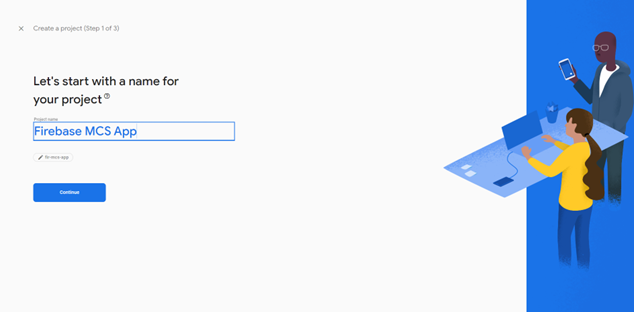 Create a project (Step 1 of 3)
Let's start with a name for
your project
Project name
Firebase MCS App
fir-mcs-app
Continue